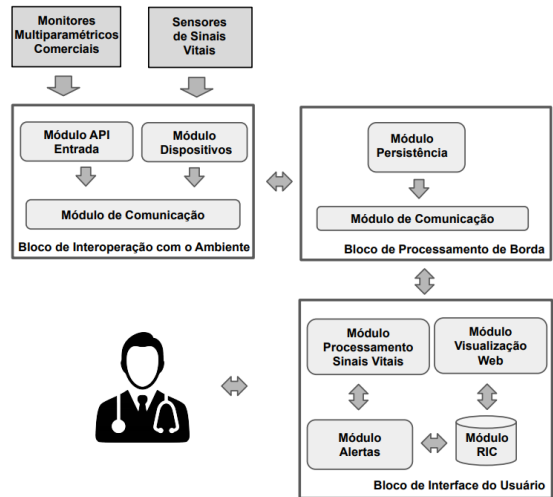 Monitores
Multiparamétricos
Comerciais
Sensores
de Sinais
Vitais
Módulo API
Entrada
Módulo
Dispositivos
Módulo de Comunicação
Bloco de Interoperação com o Ambiente
Módulo
Persistência
Módulo de Comunicação
Bloco de Processamento de Borda
Módulo
Processamento
Sinais Vitais
Módulo
Visualização
Web
Módulo
Alertas
Módulo
RIC
Bloco de Interface do Usuário